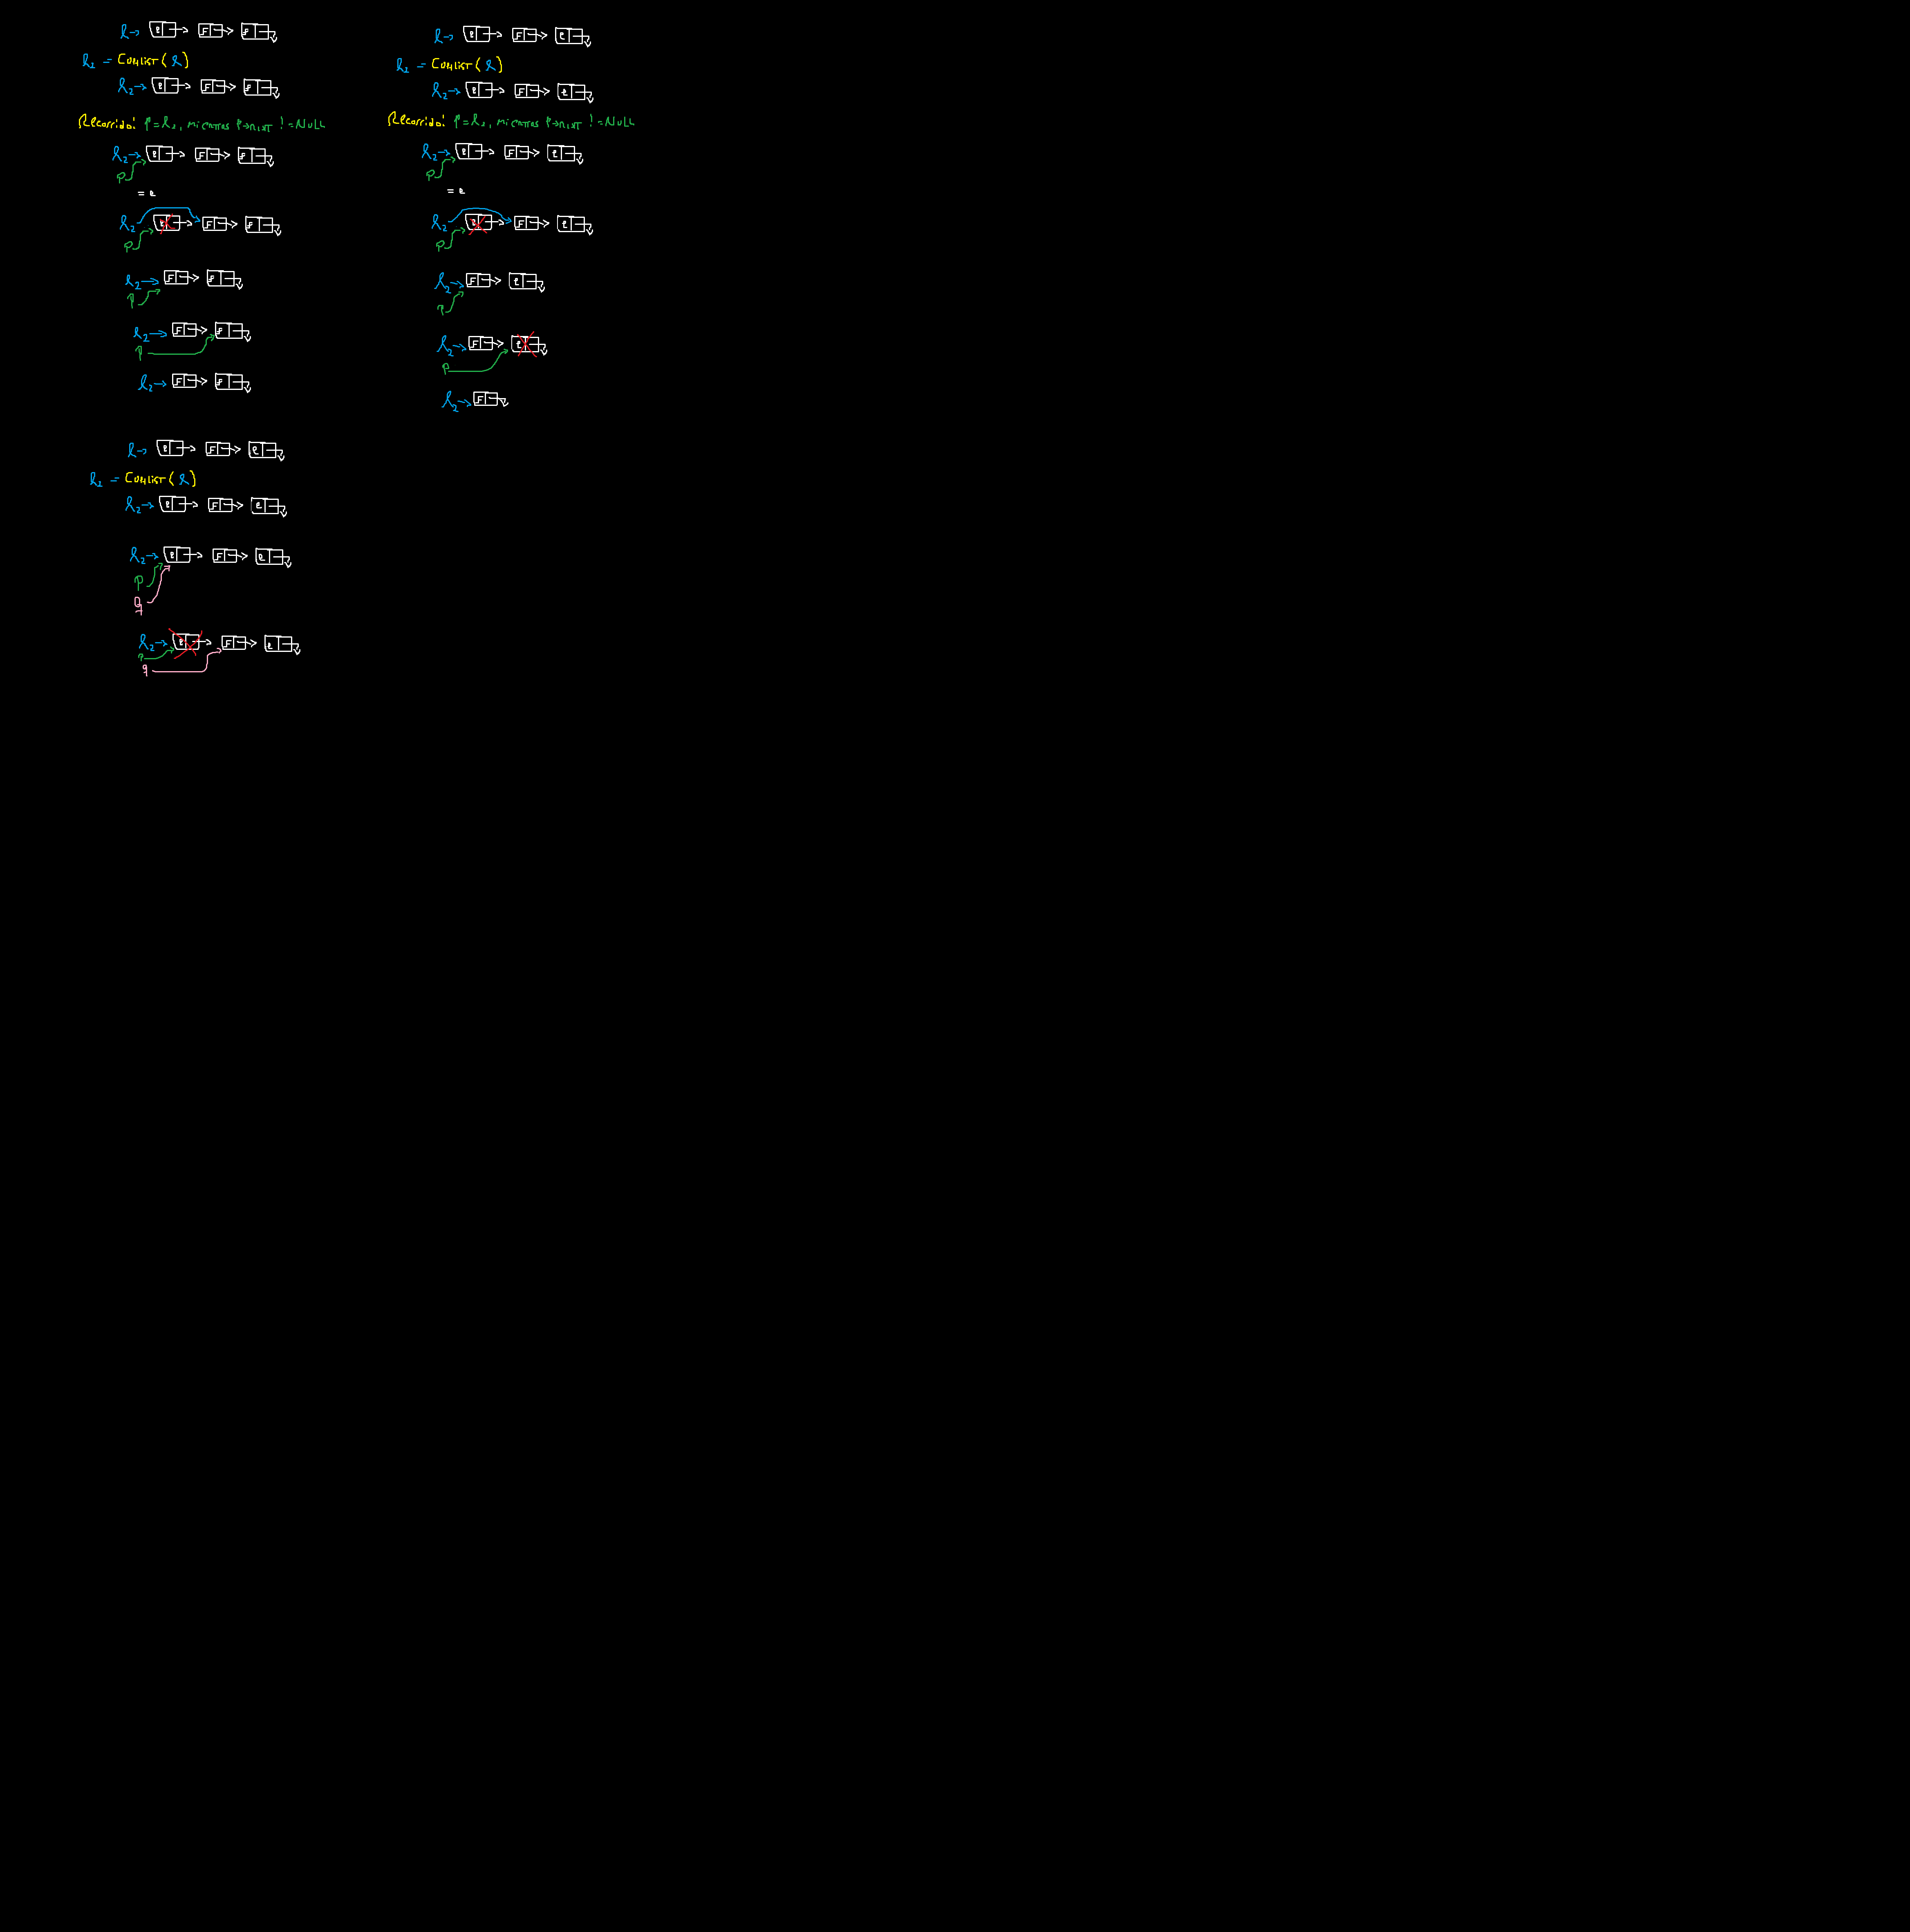 l → e F e
l2 = CopyList(l)
l2 → e F e
Recorrido: P = l2, mientras P→next != NULL
l2 → e F e
P
= e
l2 e F e
P
l2 → F e
P
l2 → F e
P
l2 → F e
l → e F e
l2 = CopyList(l)
l2 → e F e
Recorrido: P = l2, mientras P→next != NULL
l2 → e F e
P
= e
l2 e F e
P
l2 → F e
P
l2 → F e
P
l2 → F
l → e F e
l2 = CopyList(l)
l2 → e F e
l2 → e F e
P
q
l2 → e F e
P
q